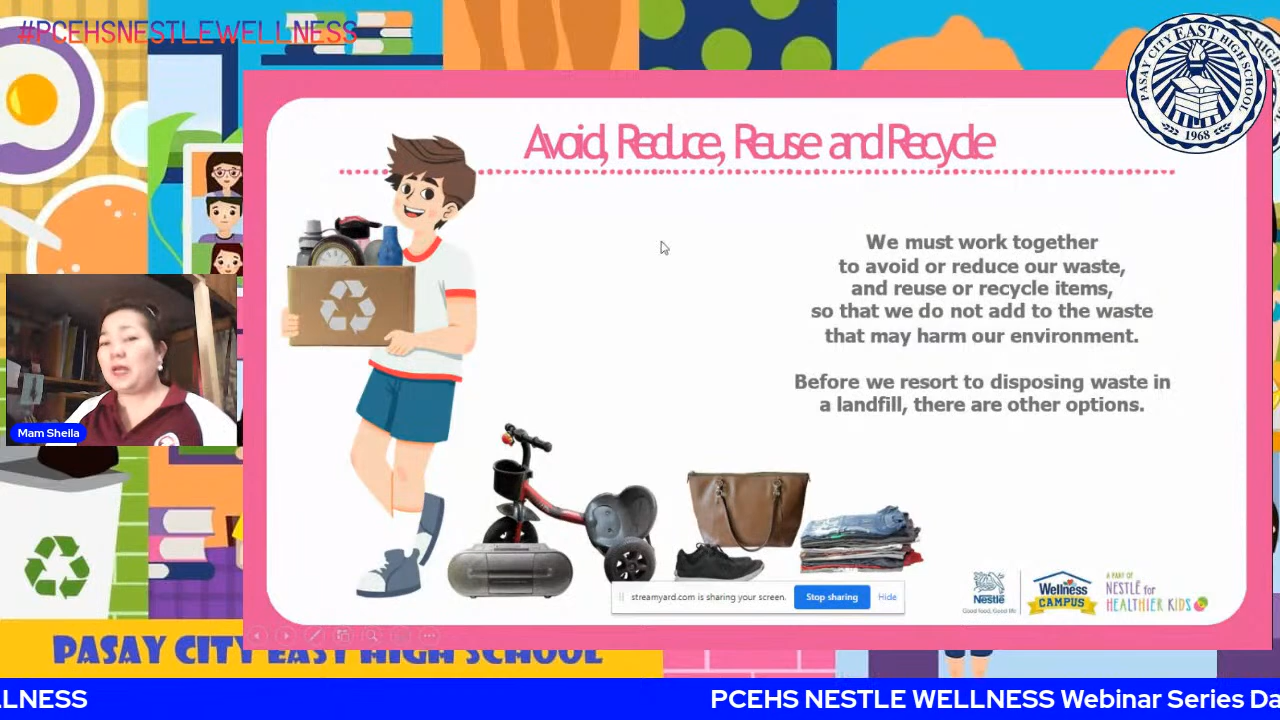 #PCEHSNESTLEWELLNESS
PASAY CITY EAST HIGH SCHOOL
1968
Avoid, Reduce, Reuse and Recycle
We must work together
to avoid or reduce our waste,
and reuse or recycle items,
so that we do not add to the waste
that may harm our environment.
Before we resort to disposing waste in
a landfill, there are other options.
Mam Sheila
streamyard.com is sharing your screen.
Stop sharing
Hide
Nestlé
Good food, Good life
Wellness
CAMPUS
A PART OF
NESTLÉ for
HEALTHIER KIDS
PASAY CITY EAST HIGH SCHOOL
LLNESS
PCEHS NESTLE WELLNESS Webinar Series Da